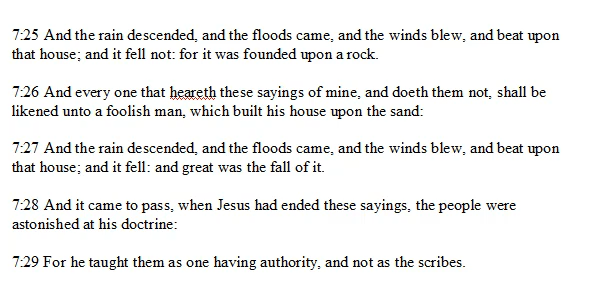 7:25 And the rain descended, and the floods came, and the winds blew, and beat upon
that house; and it fell not: for it was founded upon a rock.
7:26 And every one that heareth these sayings of mine, and doeth them not, shall be
likened unto a foolish man, which built his house upon the sand:
7:27 And the rain descended, and the floods came, and the winds blew, and beat upon
that house; and it fell: and great was the fall of it.
7:28 And it came to pass, when Jesus had ended these sayings, the people were
astonished at his doctrine:
7:29 For he taught them as one having authority, and not as the scribes.